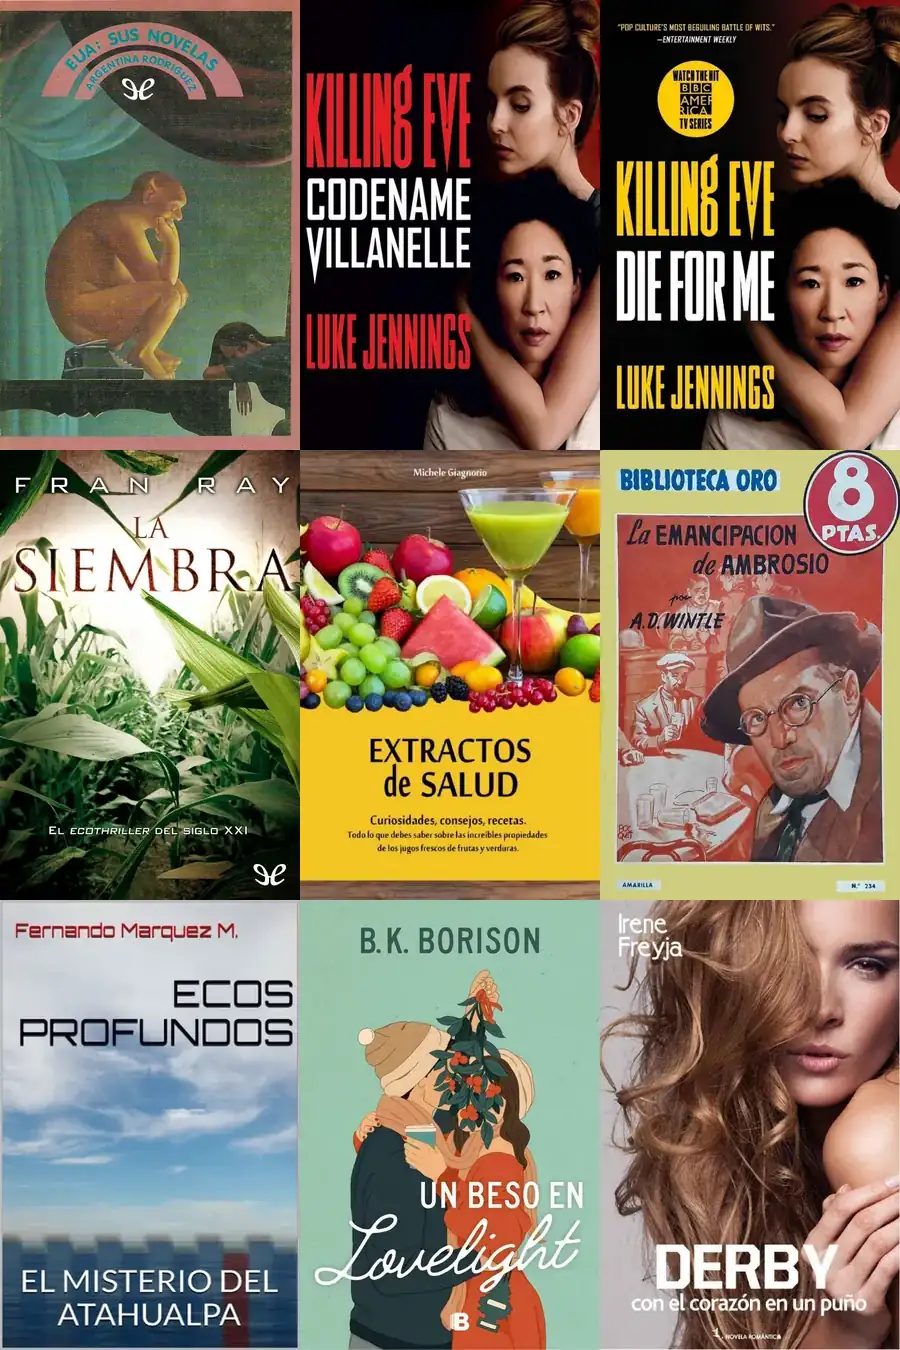 EUA: SUS NOVELAS
ARGENTINA RODRIGUEZ
KILLING EVE
CODENAME
VILLANELLE
LUKE JENNINGS
"POP CULTURE'S MOST BEGUILING BATTLE OF WITS."
—ENTERTAINMENT WEEKLY
WATCH THE HIT
BBC
AMERICA
TV SERIES
KILLING EVE
DIE FOR ME
LUKE JENNINGS
FRAN RAY
LA
SIEMBRA
EL ECOTHRILLER DEL SIGLO XXI
Michele Giagnorio
EXTRACTOS
de SALUD
Curiosidades, consejos, recetas.
Todo lo que debes saber sobre las increíbles propiedades
de los jugos frescos de frutas y verduras.
BIBLIOTECA ORO
8
PTAS.
La EMANCIPACION
de AMBROSIO
por
A.D. WINTLE
AMARILLA
N.º 234
Fernando Marquez M.
ECOS
PROFUNDOS
EL MISTERIO DEL
ATAHUALPA
B.K. BORISON
UN BESO EN
Lovelight
B
Irene
Freyja
DERBY
con el corazón en un puño
NOVELA ROMÁNTICA